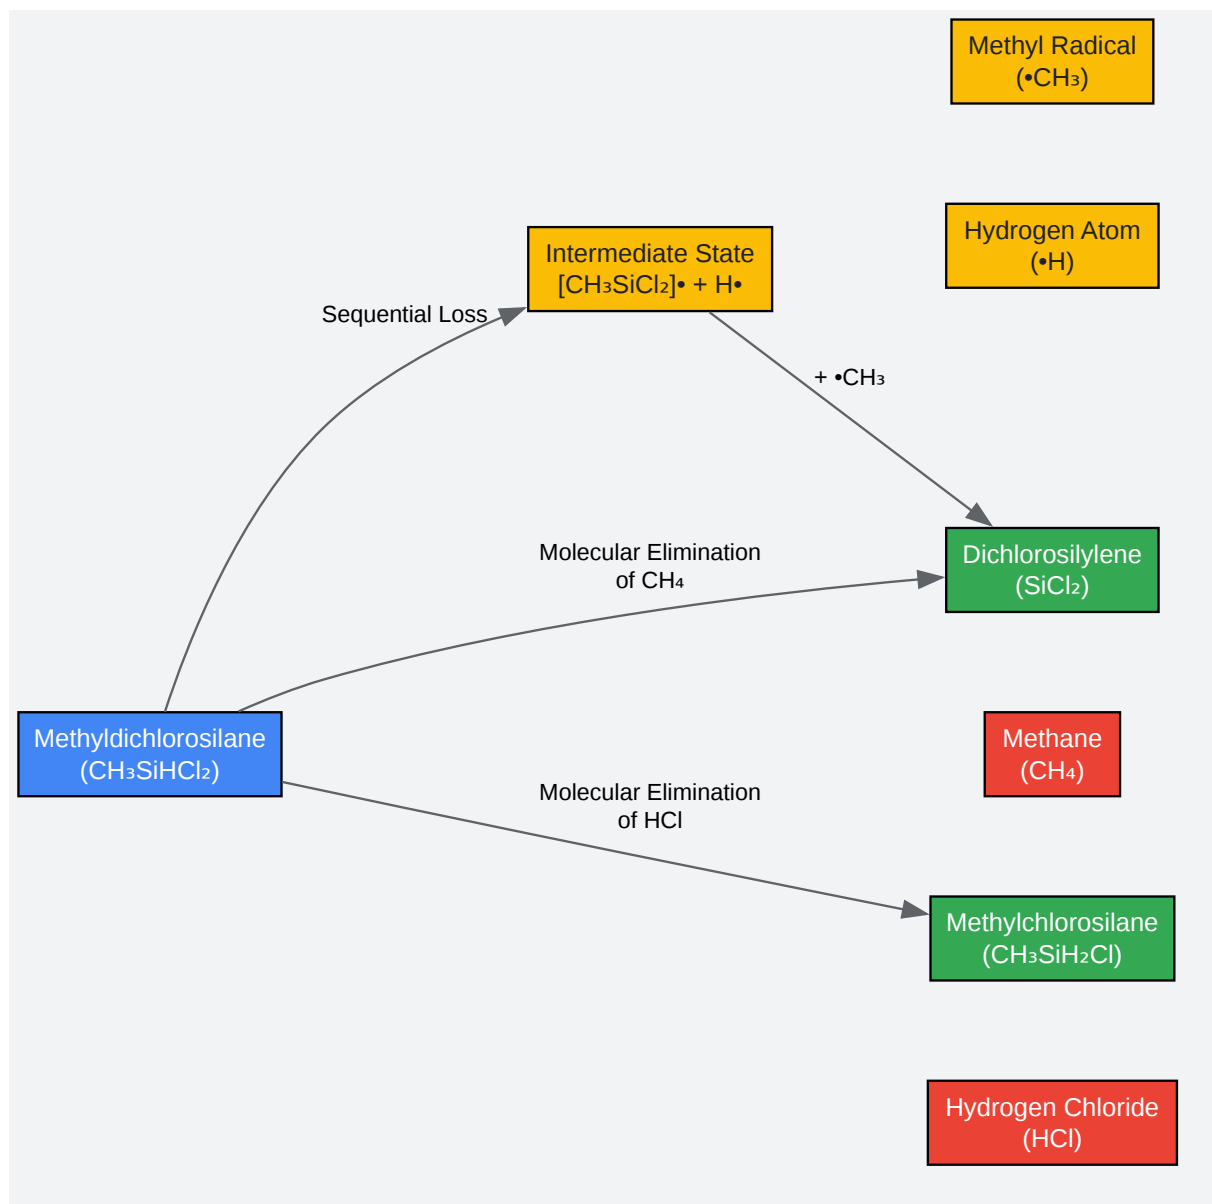 Methyl Radical
(•CH₃)
Hydrogen Atom
(•H)
Intermediate State
[CH₃SiCl₂]• + H•
Sequential Loss
+ •CH₃
Molecular Elimination
of CH₄
Dichlorosilylene
(SiCl₂)
Methyldichlorosilane
(CH₃SiHCl₂)
Methane
(CH₄)
Molecular Elimination
of HCl
Methylchlorosilane
(CH₃SiH₂Cl)
Hydrogen Chloride
(HCl)